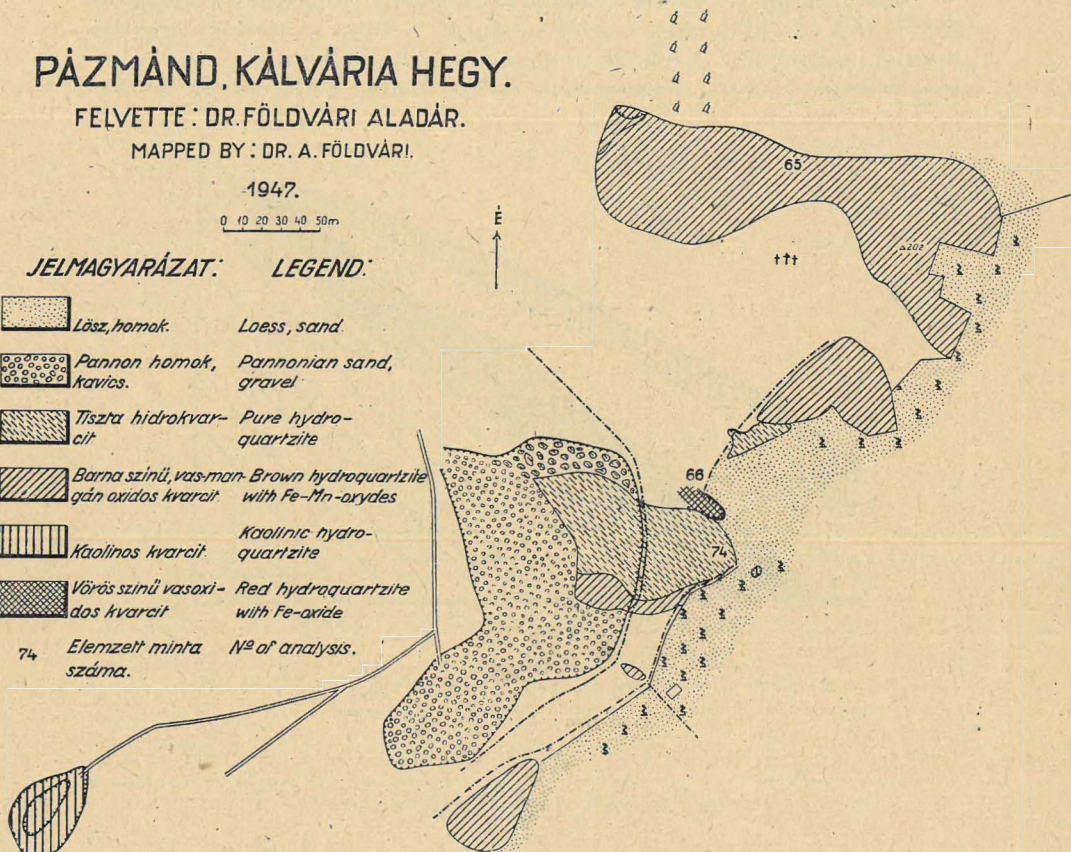 PÁZMÁND, KÁLVÁRIA HEGY.
FELVETTE: DR. FÖLDVÁRI ALADÁR.
MAPPED BY: DR. A. FÖLDVÁRI.
1947.
0 10 20 30 40 50m
É
JELMAGYARÁZAT: LEGEND:
Lösz, homok. Loess, sand.
Pannon homok, Pannonian sand,
kavics. gravel
Tiszta hidrokvar- Pure hydro-
cit quartzite
Barna színű, vas-man- Brown hydroquartzite
gán oxidos kvarcit with Fe-Mn-oxydes
Kaolinos kvarcit. Kaolinic hydro-
quartzite
Vörös színű vasoxi- Red hydroquartzite
dos kvarcit with Fe-oxide
74 Elemzett minta Nº of analysis.
száma.
65
202
66
74